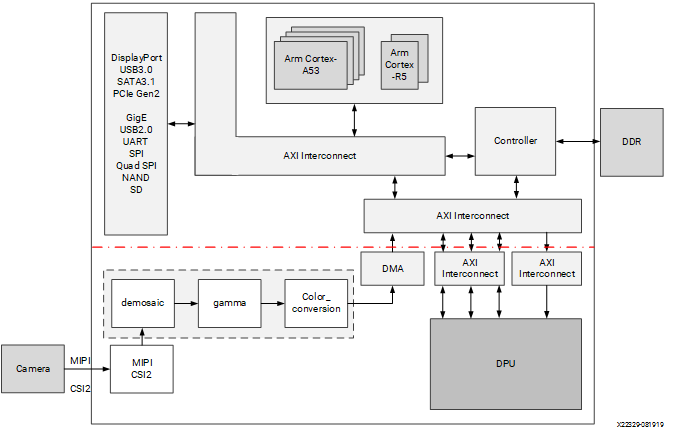 DisplayPort
USB3.0
SATA3.1
PCIe Gen2
GigE
USB2.0
UART
SPI
Quad SPI
NAND
SD
Arm Cortex-
A53
Arm
Cortex
-R5
AXI Interconnect
Controller
DDR
AXI Interconnect
DMA
AXI
Interconnect
AXI
Interconnect
demosaic
gamma
Color_
conversion
DPU
Camera
MIPI
CSI2
MIPI
CSI2
X22329-081919